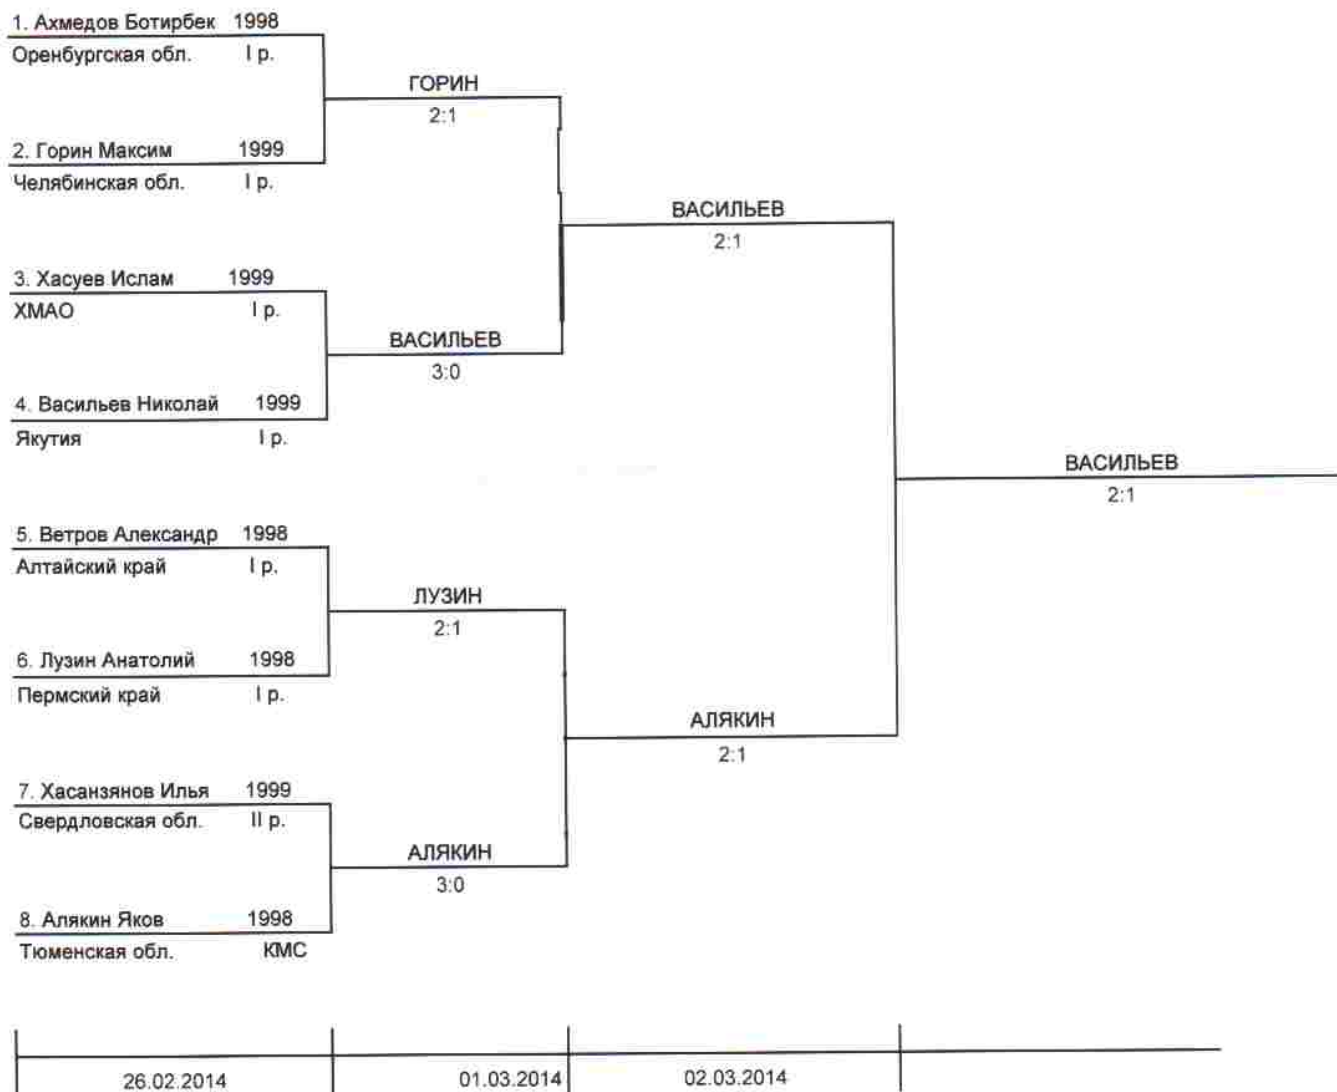 1. Ахмедов Ботирбек 1998
Оренбургская обл. I р.
ГОРИН
2:1
2. Горин Максим 1999
Челябинская обл. I р.
ВАСИЛЬЕВ
2:1
3. Хасуев Ислам 1999
ХМАО I р.
ВАСИЛЬЕВ
3:0
4. Васильев Николай 1999
Якутия I р.
ВАСИЛЬЕВ
2:1
5. Ветров Александр 1998
Алтайский край I р.
ЛУЗИН
2:1
6. Лузин Анатолий 1998
Пермский край I р.
АЛЯКИН
2:1
7. Хасанзянов Илья 1999
Свердловская обл. II р.
АЛЯКИН
3:0
8. Алякин Яков 1998
Тюменская обл. КМС
26.02.2014 01.03.2014 02.03.2014